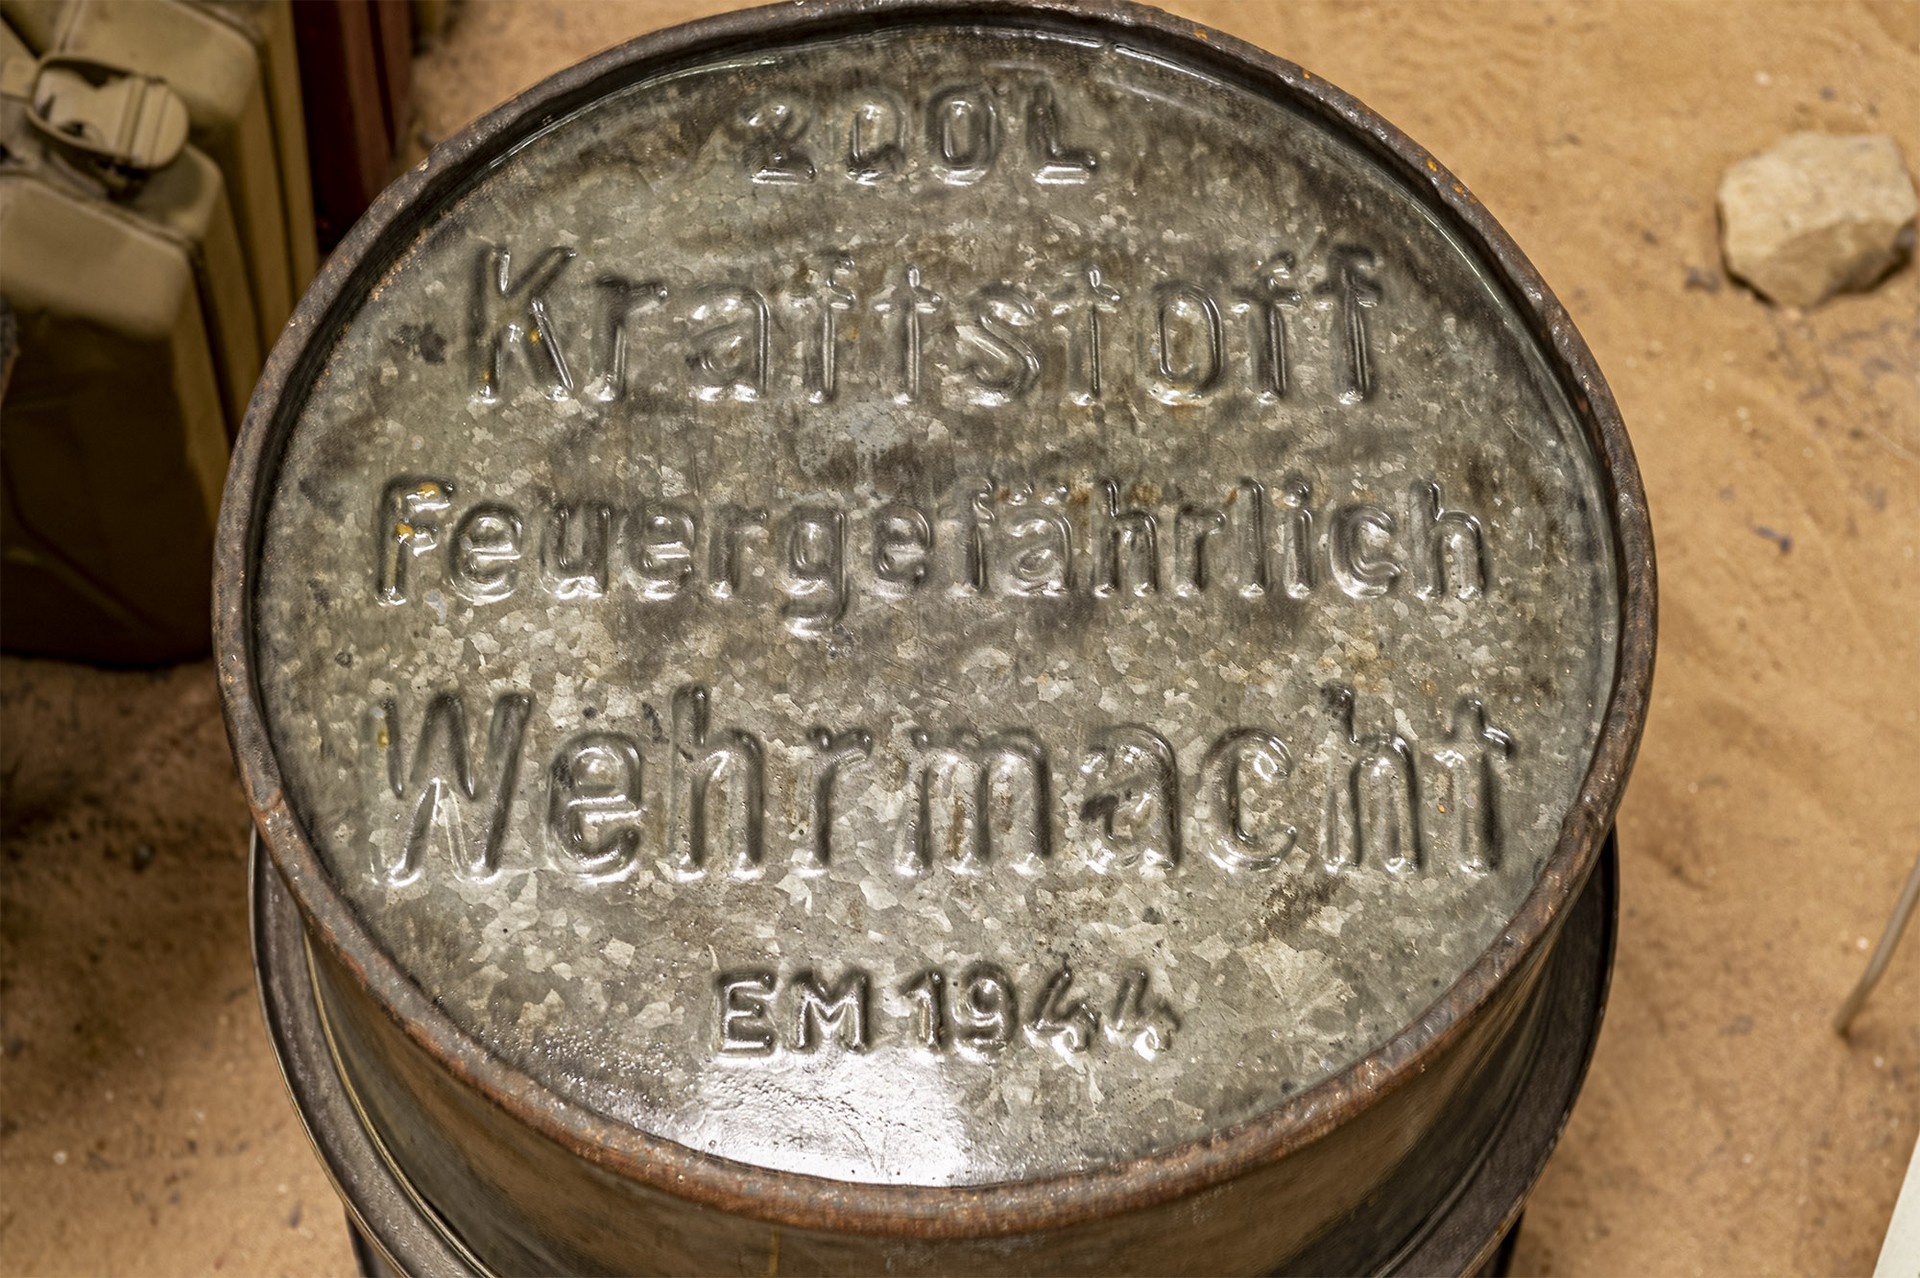 200L
Kraftstoff
Feuergefährlich
Wehrmacht
EM 1944